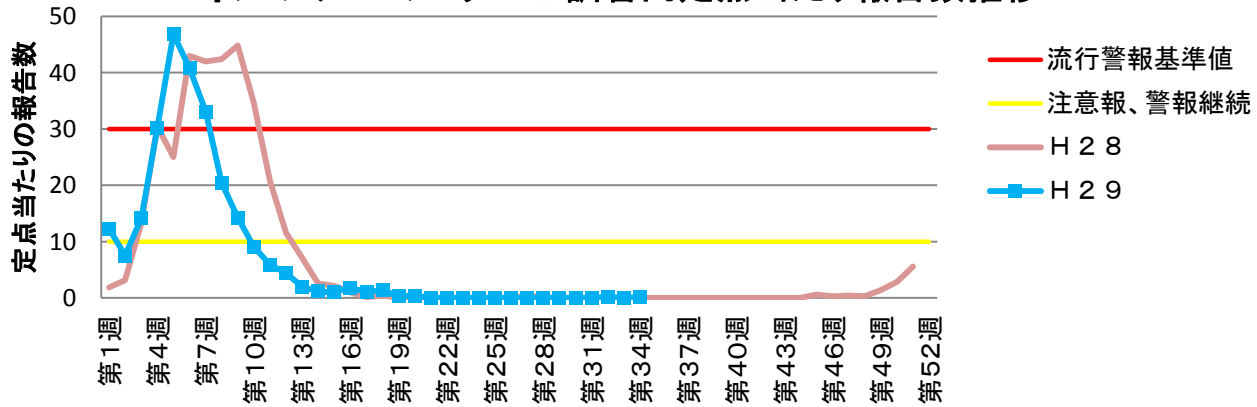 50
40
30
20
10
0
定点当たりの報告数
第1週
第4週
第7週
第10週
第13週
第16週
第19週
第22週
第25週
第28週
第31週
第34週
第37週
第40週
第43週
第46週
第49週
第52週
流行警報基準値
注意報、警報継続
Ｈ２８
Ｈ２９